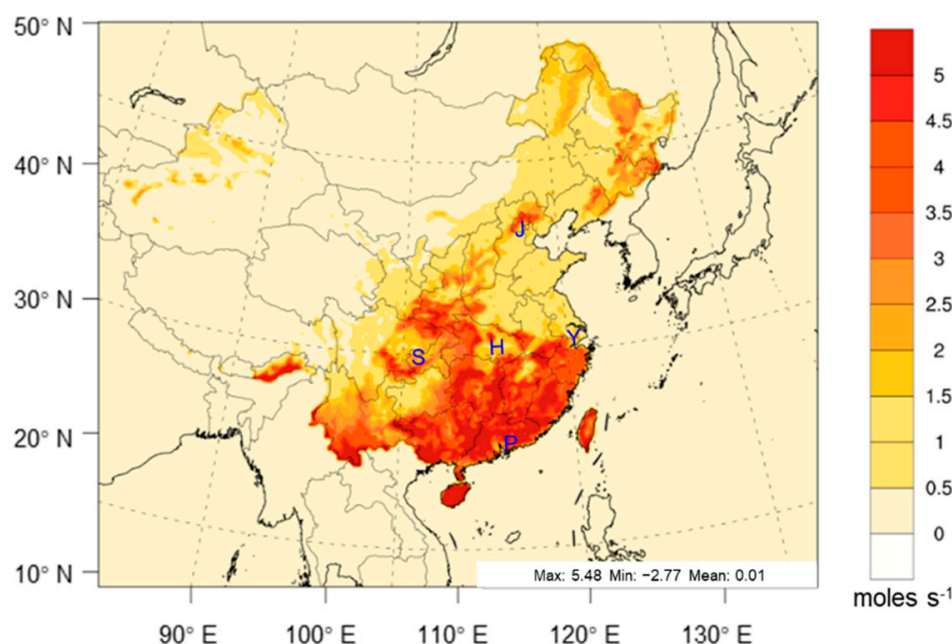 50° N
40° N
30° N
20° N
10° N
J
Y
H
S
P
Max: 5.48 Min: −2.77 Mean: 0.01
90° E 100° E 110° E 120° E 130° E
5
4.5
4
3.5
3
2.5
2
1.5
1
0.5
0
moles s-1